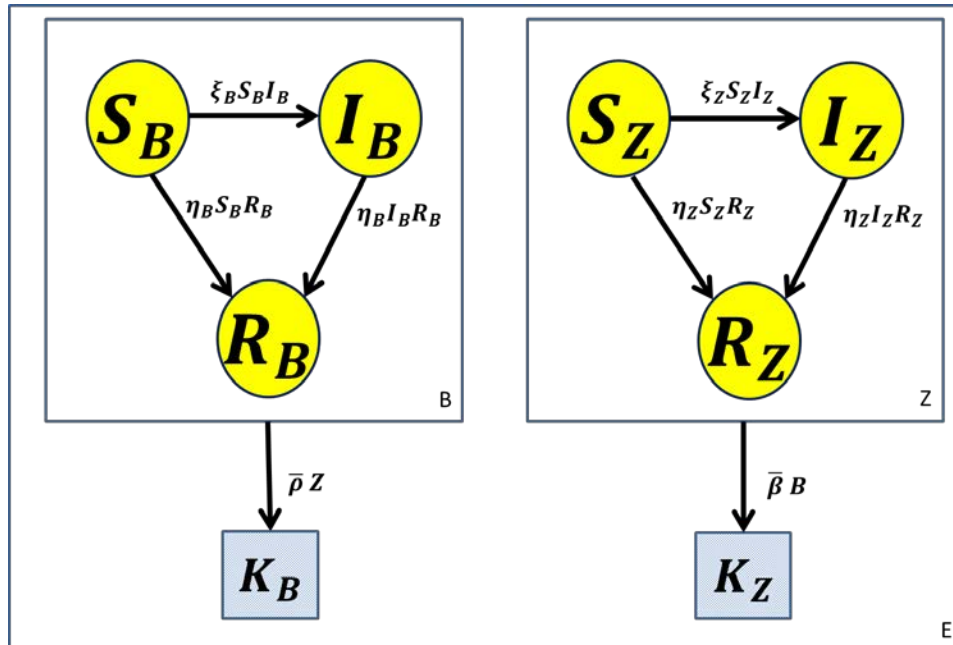 ξ_B S_B I_B
S_B
I_B
η_B S_B R_B
η_B I_B R_B
R_B
B
ρ̅ Z
K_B
ξ_Z S_Z I_Z
S_Z
I_Z
η_Z S_Z R_Z
η_Z I_Z R_Z
R_Z
Z
β̅ B
K_Z
E